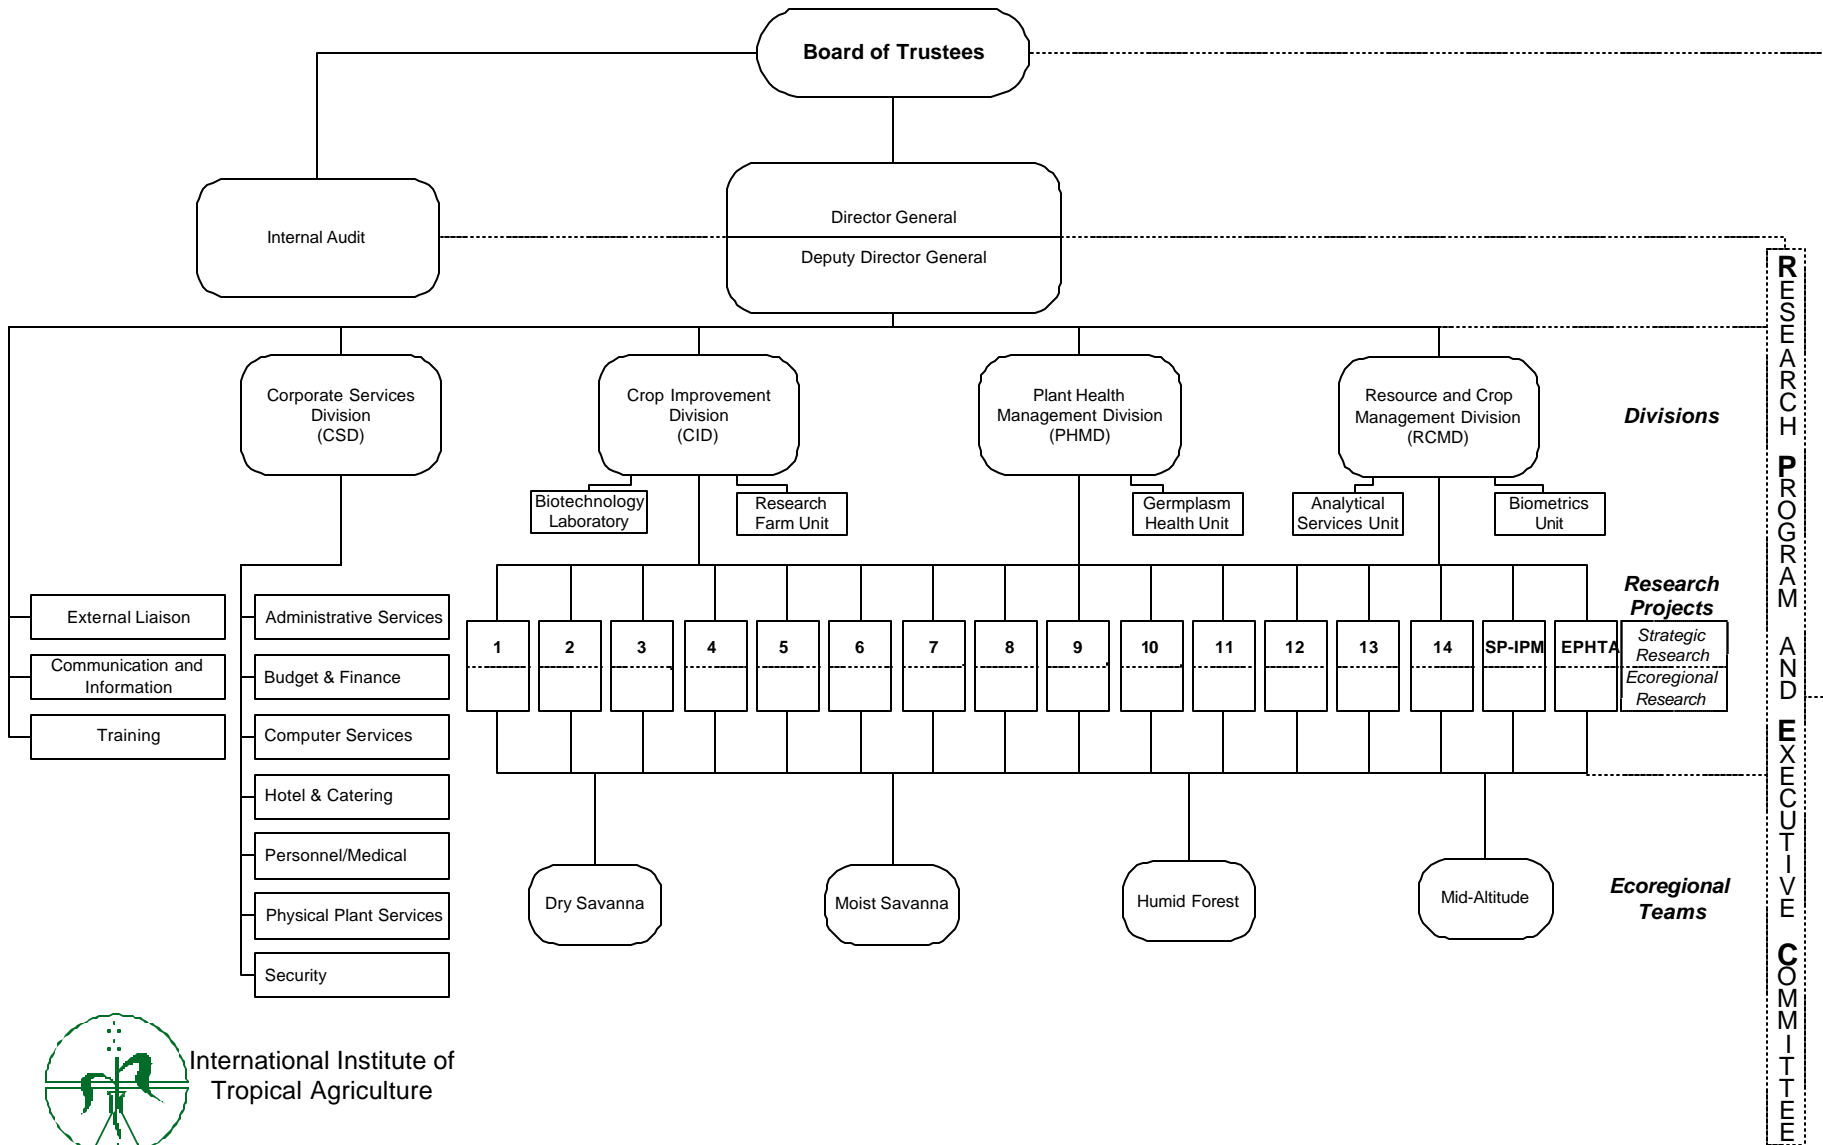 Board of Trustees
Internal Audit
Director General
Deputy Director General
Corporate Services
Division
(CSD)
Crop Improvement
Division
(CID)
Plant Health
Management Division
(PHMD)
Resource and Crop
Management Division
(RCMD)
Divisions
Biotechnology
Laboratory
Research
Farm Unit
Germplasm
Health Unit
Analytical
Services Unit
Biometrics
Unit
External Liaison
Communication and
Information
Training
Administrative Services
Budget & Finance
Computer Services
Hotel & Catering
Personnel/Medical
Physical Plant Services
Security
Research
Projects
1 2 3 4 5 6 7 8 9 10 11 12 13 14 SP-IPM EPHTA
Strategic
Research
Ecoregional
Research
Dry Savanna
Moist Savanna
Humid Forest
Mid-Altitude
Ecoregional
Teams
RESEARCH PROGRAM AND EXECUTIVE COMMITTEE
International Institute of
Tropical Agriculture